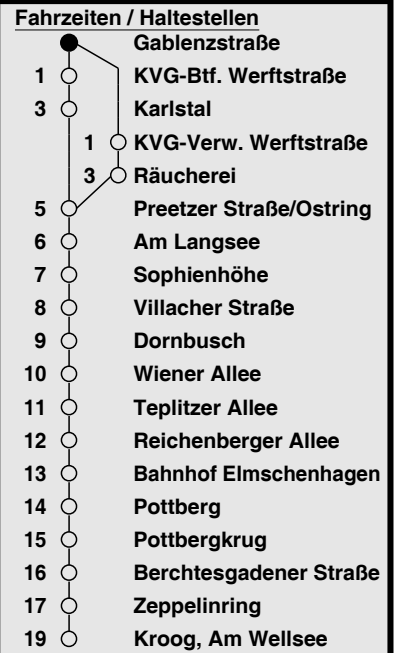 Fahrzeiten / Haltestellen
Gablenzstraße
1 KVG-Btf. Werftstraße
3 Karlstal
1 KVG-Verw. Werftstraße
3 Räucherei
5 Preetzer Straße/Ostring
6 Am Langsee
7 Sophienhöhe
8 Villacher Straße
9 Dornbusch
10 Wiener Allee
11 Teplitzer Allee
12 Reichenberger Allee
13 Bahnhof Elmschenhagen
14 Pottberg
15 Pottbergkrug
16 Berchtesgadener Straße
17 Zeppelinring
19 Kroog, Am Wellsee